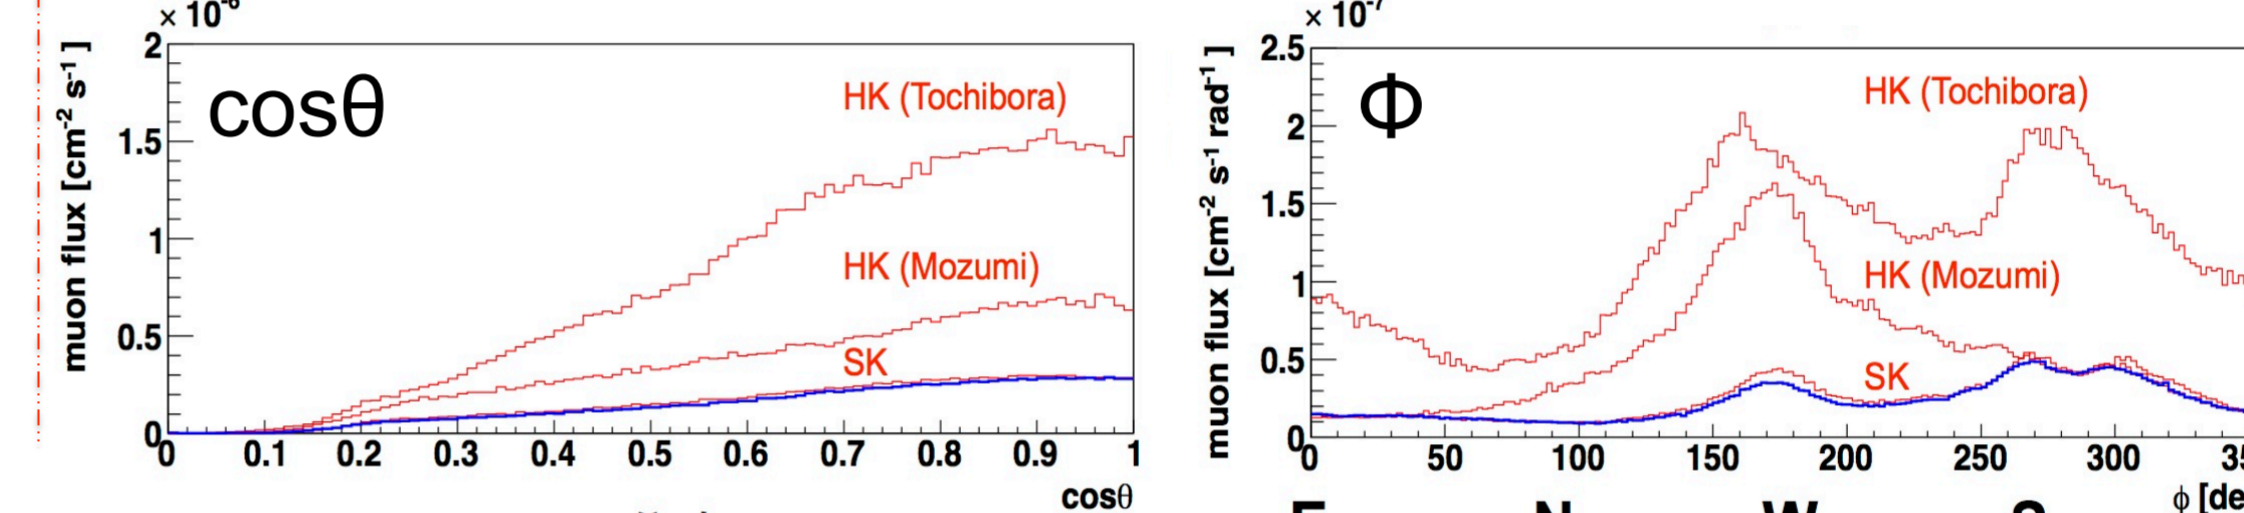 × 10⁻⁶
muon flux [cm⁻² s⁻¹]
2
1.5
1
0.5
0
cosθ
HK (Tochibora)
HK (Mozumi)
SK
0 0.1 0.2 0.3 0.4 0.5 0.6 0.7 0.8 0.9 1
cosθ
× 10⁻⁷
muon flux [cm⁻² s⁻¹ rad⁻¹]
2.5
2
1.5
1
0.5
0
Φ
HK (Tochibora)
HK (Mozumi)
SK
0 50 100 150 200 250 300
ϕ [de